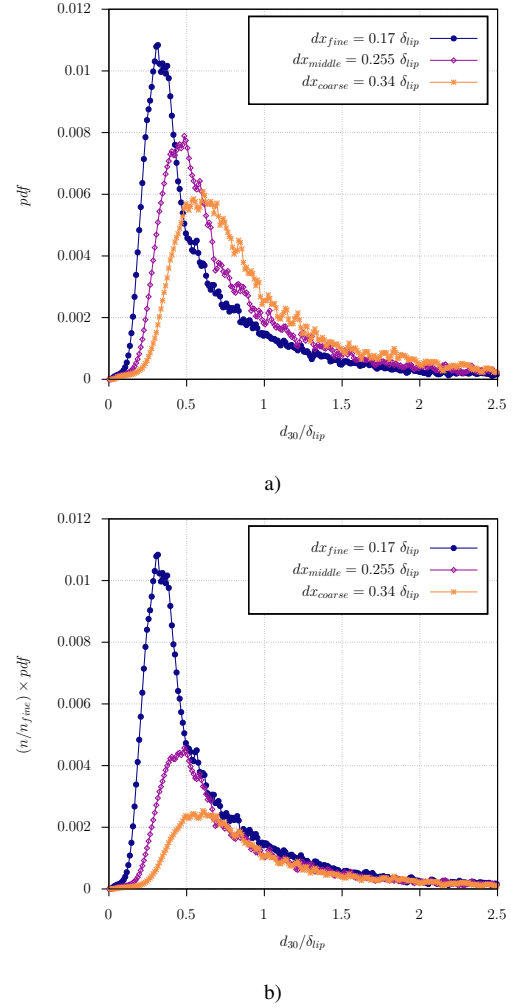 0.012
0.01
0.008
0.006
0.004
0.002
0
pdf
dx_fine = 0.17 δ_lip
dx_middle = 0.255 δ_lip
dx_coarse = 0.34 δ_lip
0 0.5 1 1.5 2 2.5
d_30/δ_lip
a)
0.012
0.01
0.008
0.006
0.004
0.002
0
(n/n_fine) × pdf
dx_fine = 0.17 δ_lip
dx_middle = 0.255 δ_lip
dx_coarse = 0.34 δ_lip
0 0.5 1 1.5 2 2.5
d_30/δ_lip
b)